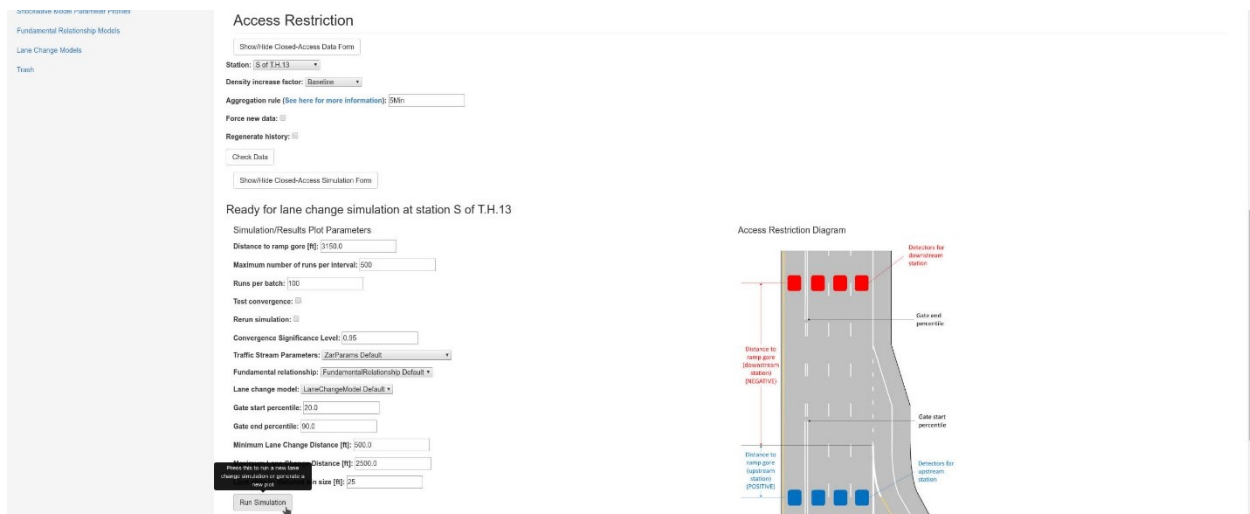 Shockwave Model Parameter Profiles
Fundamental Relationship Models
Lane Change Models
Trash
Access Restriction
Show/Hide Closed-Access Data Form
Station: S of T.H.13
Density increase factor: Baseline
Aggregation rule (See here for more information): 5Min
Force new data:
Regenerate history:
Check Data
Show/Hide Closed-Access Simulation Form
Ready for lane change simulation at station S of T.H.13
Simulation/Results Plot Parameters
Distance to ramp gore [ft]: 3150.0
Maximum number of runs per interval: 500
Runs per batch: 100
Test convergence:
Rerun simulation:
Convergence Significance Level: 0.95
Traffic Stream Parameters: ZarParams Default
Fundamental relationship: FundamentalRelationship Default
Lane change model: LaneChangeModel Default
Gate start percentile: 20.0
Gate end percentile: 90.0
Minimum Lane Change Distance [ft]: 500.0
Distance [ft]: 2500.0
size [ft]: 25
Press this to run a new lane
change simulation or generate a
new plot
Run Simulation
Access Restriction Diagram
Detectors for
downstream
station
Gate end
percentile
Distance to
ramp gore
(downstream
station)
(NEGATIVE)
Gate start
percentile
Distance to
ramp gore
(upstream
station)
(POSITIVE)
Detectors for
upstream
station